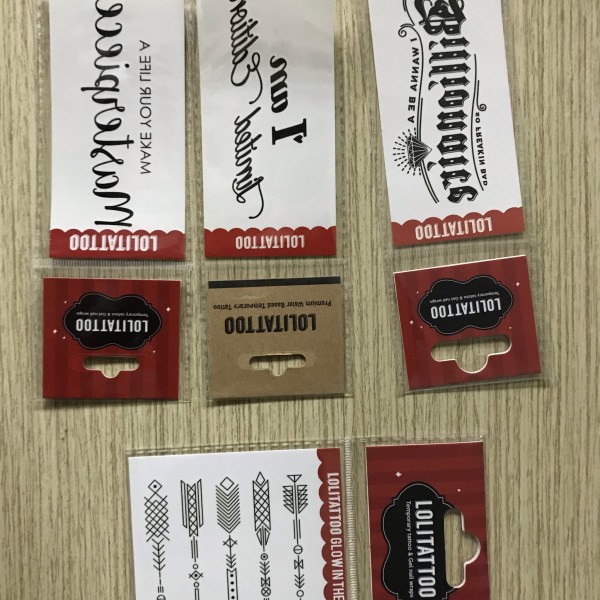 MAKE YOUR LIFE A
Masterpiece
LOLITATTOO
I am
limited
Edition
LOLITATTOO
I WANNA BE A
Billionaire
SO FREAKIN BAD
LOLITATTOO
LOLITATTOO
Temporary tattoo & Gel nail wraps
Premium Water Based Temporary Tattoo
LOLITATTOO
LOLITATTOO
Temporary tattoo & Gel nail wraps
LOLITATTOO GLOW IN THE
LOLITATTOO
Temporary tattoo & Gel nail wraps